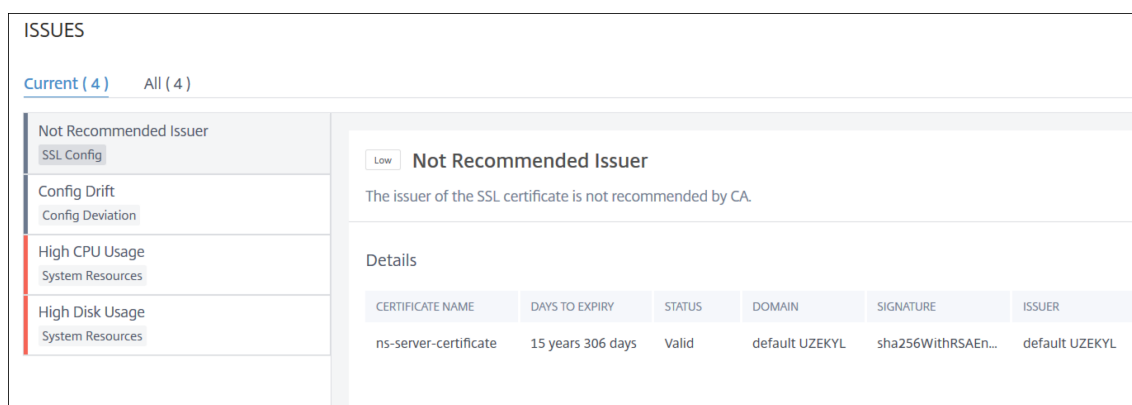 ISSUES
Current ( 4 ) All ( 4 )
Not Recommended Issuer
SSL Config
Config Drift
Config Deviation
High CPU Usage
System Resources
High Disk Usage
System Resources
Low Not Recommended Issuer
The issuer of the SSL certificate is not recommended by CA.
Details
CERTIFICATE NAME DAYS TO EXPIRY STATUS DOMAIN SIGNATURE ISSUER
ns-server-certificate 15 years 306 days Valid default UZEKYL sha256WithRSAEn... default UZEKYL